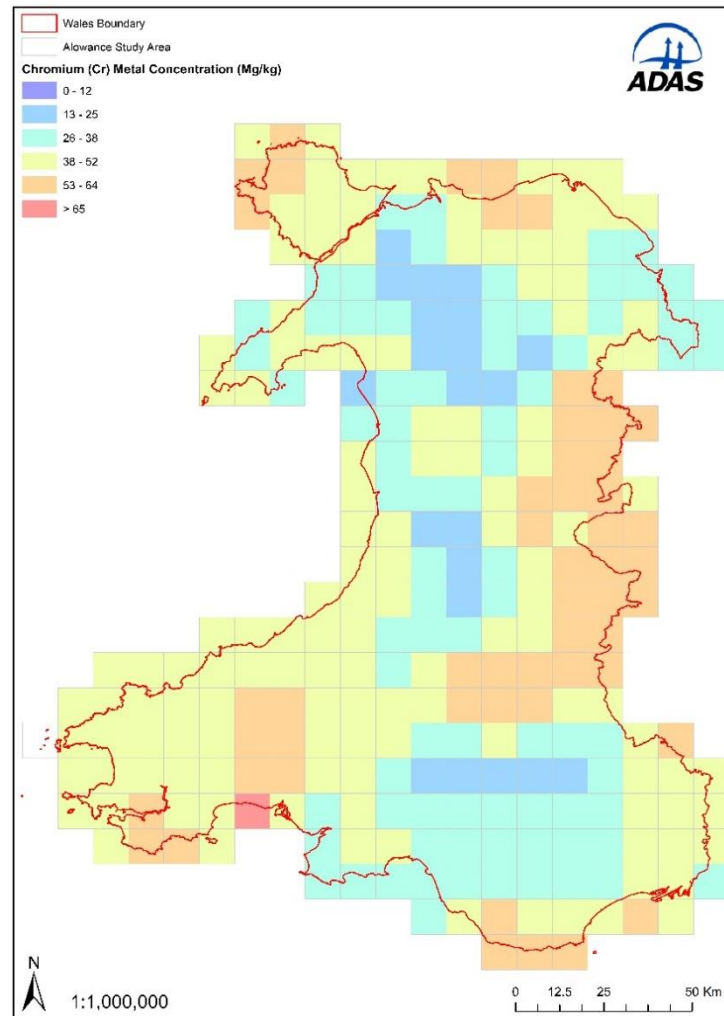 Wales Boundary
Alowance Study Area
Chromium (Cr) Metal Concentration (Mg/kg)
0 - 12
13 - 25
26 - 38
38 - 52
53 - 64
> 65
ADAS
N
1:1,000,000
0 12.5 25 50 Km